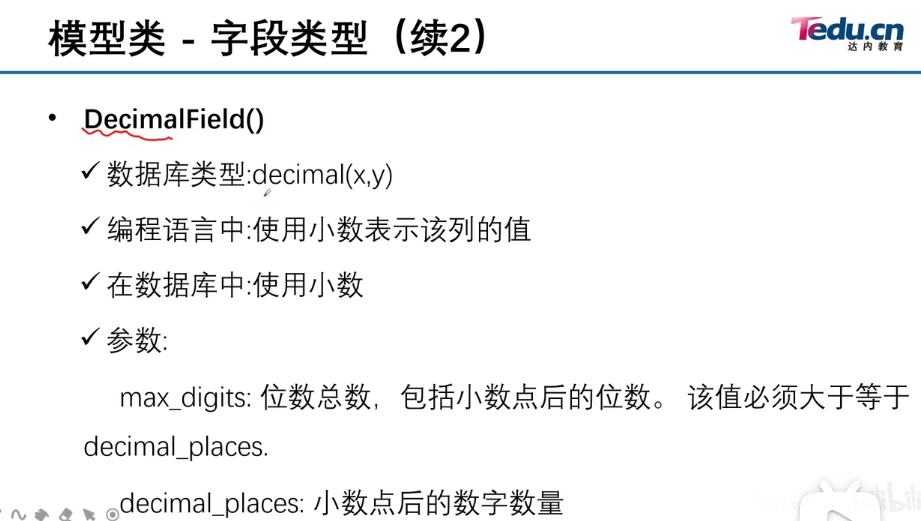 模型类 - 字段类型（续2）
Tedu.cn
达内教育
• DecimalField()
✓ 数据库类型:decimal(x,y)
✓ 编程语言中:使用小数表示该列的值
✓ 在数据库中:使用小数
✓ 参数:
max_digits: 位数总数，包括小数点后的位数。 该值必须大于等于
decimal_places.
decimal_places: 小数点后的数字数量